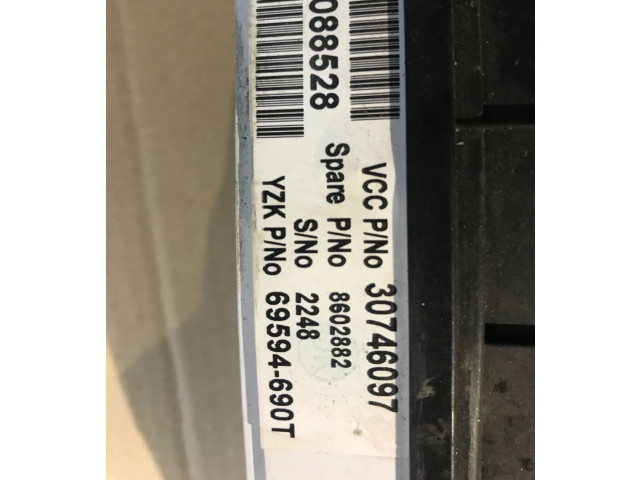 VCC P/No 30746097
Spare P/No 8602882
088528
S/No 2248
YZK P/No 69594-690T